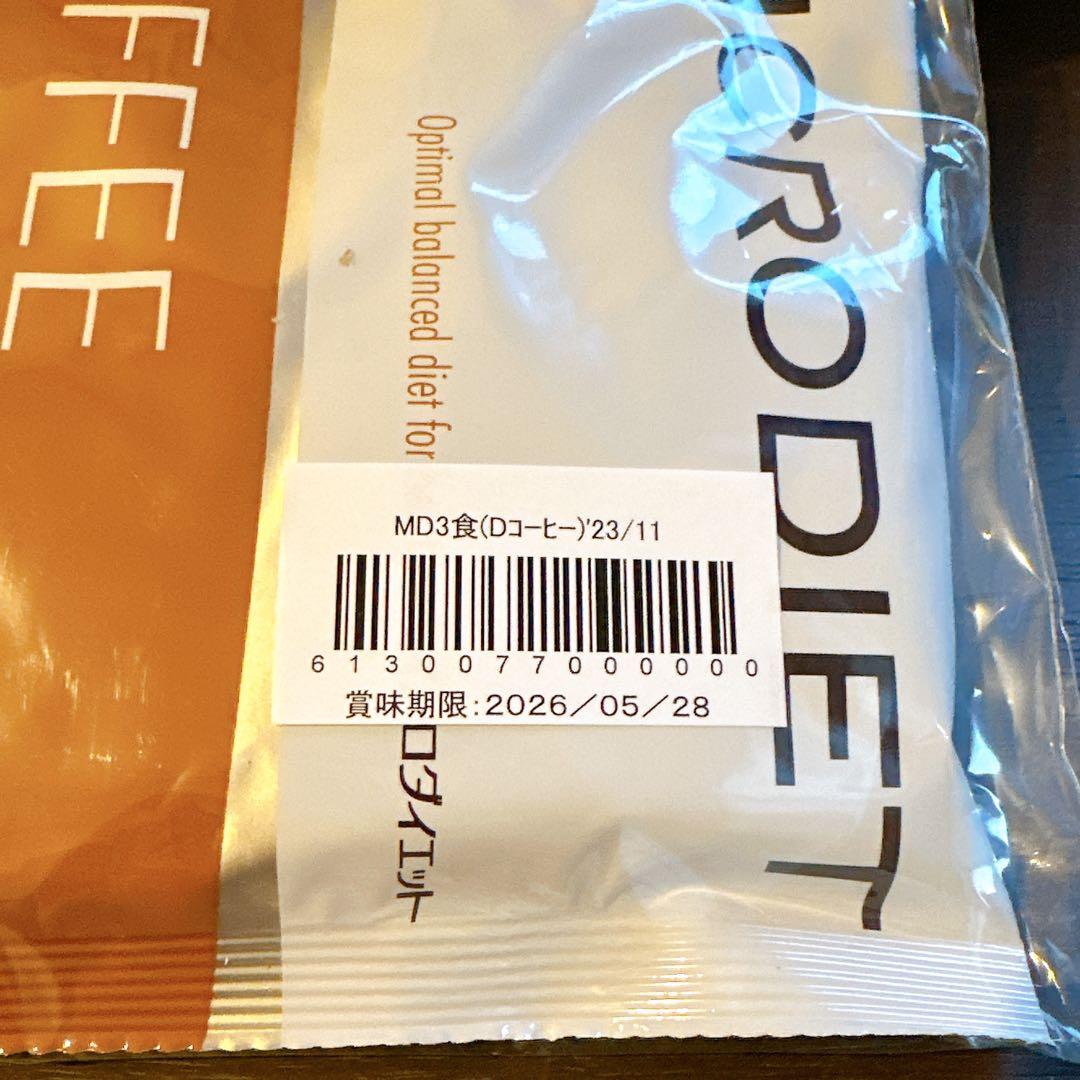 FFEE
Optimal balanced diet for
CRODIET
MD3食(Dｺｰﾋｰ)'23/11
6130077000000
賞味期限:2026/05/28
ロダイエット